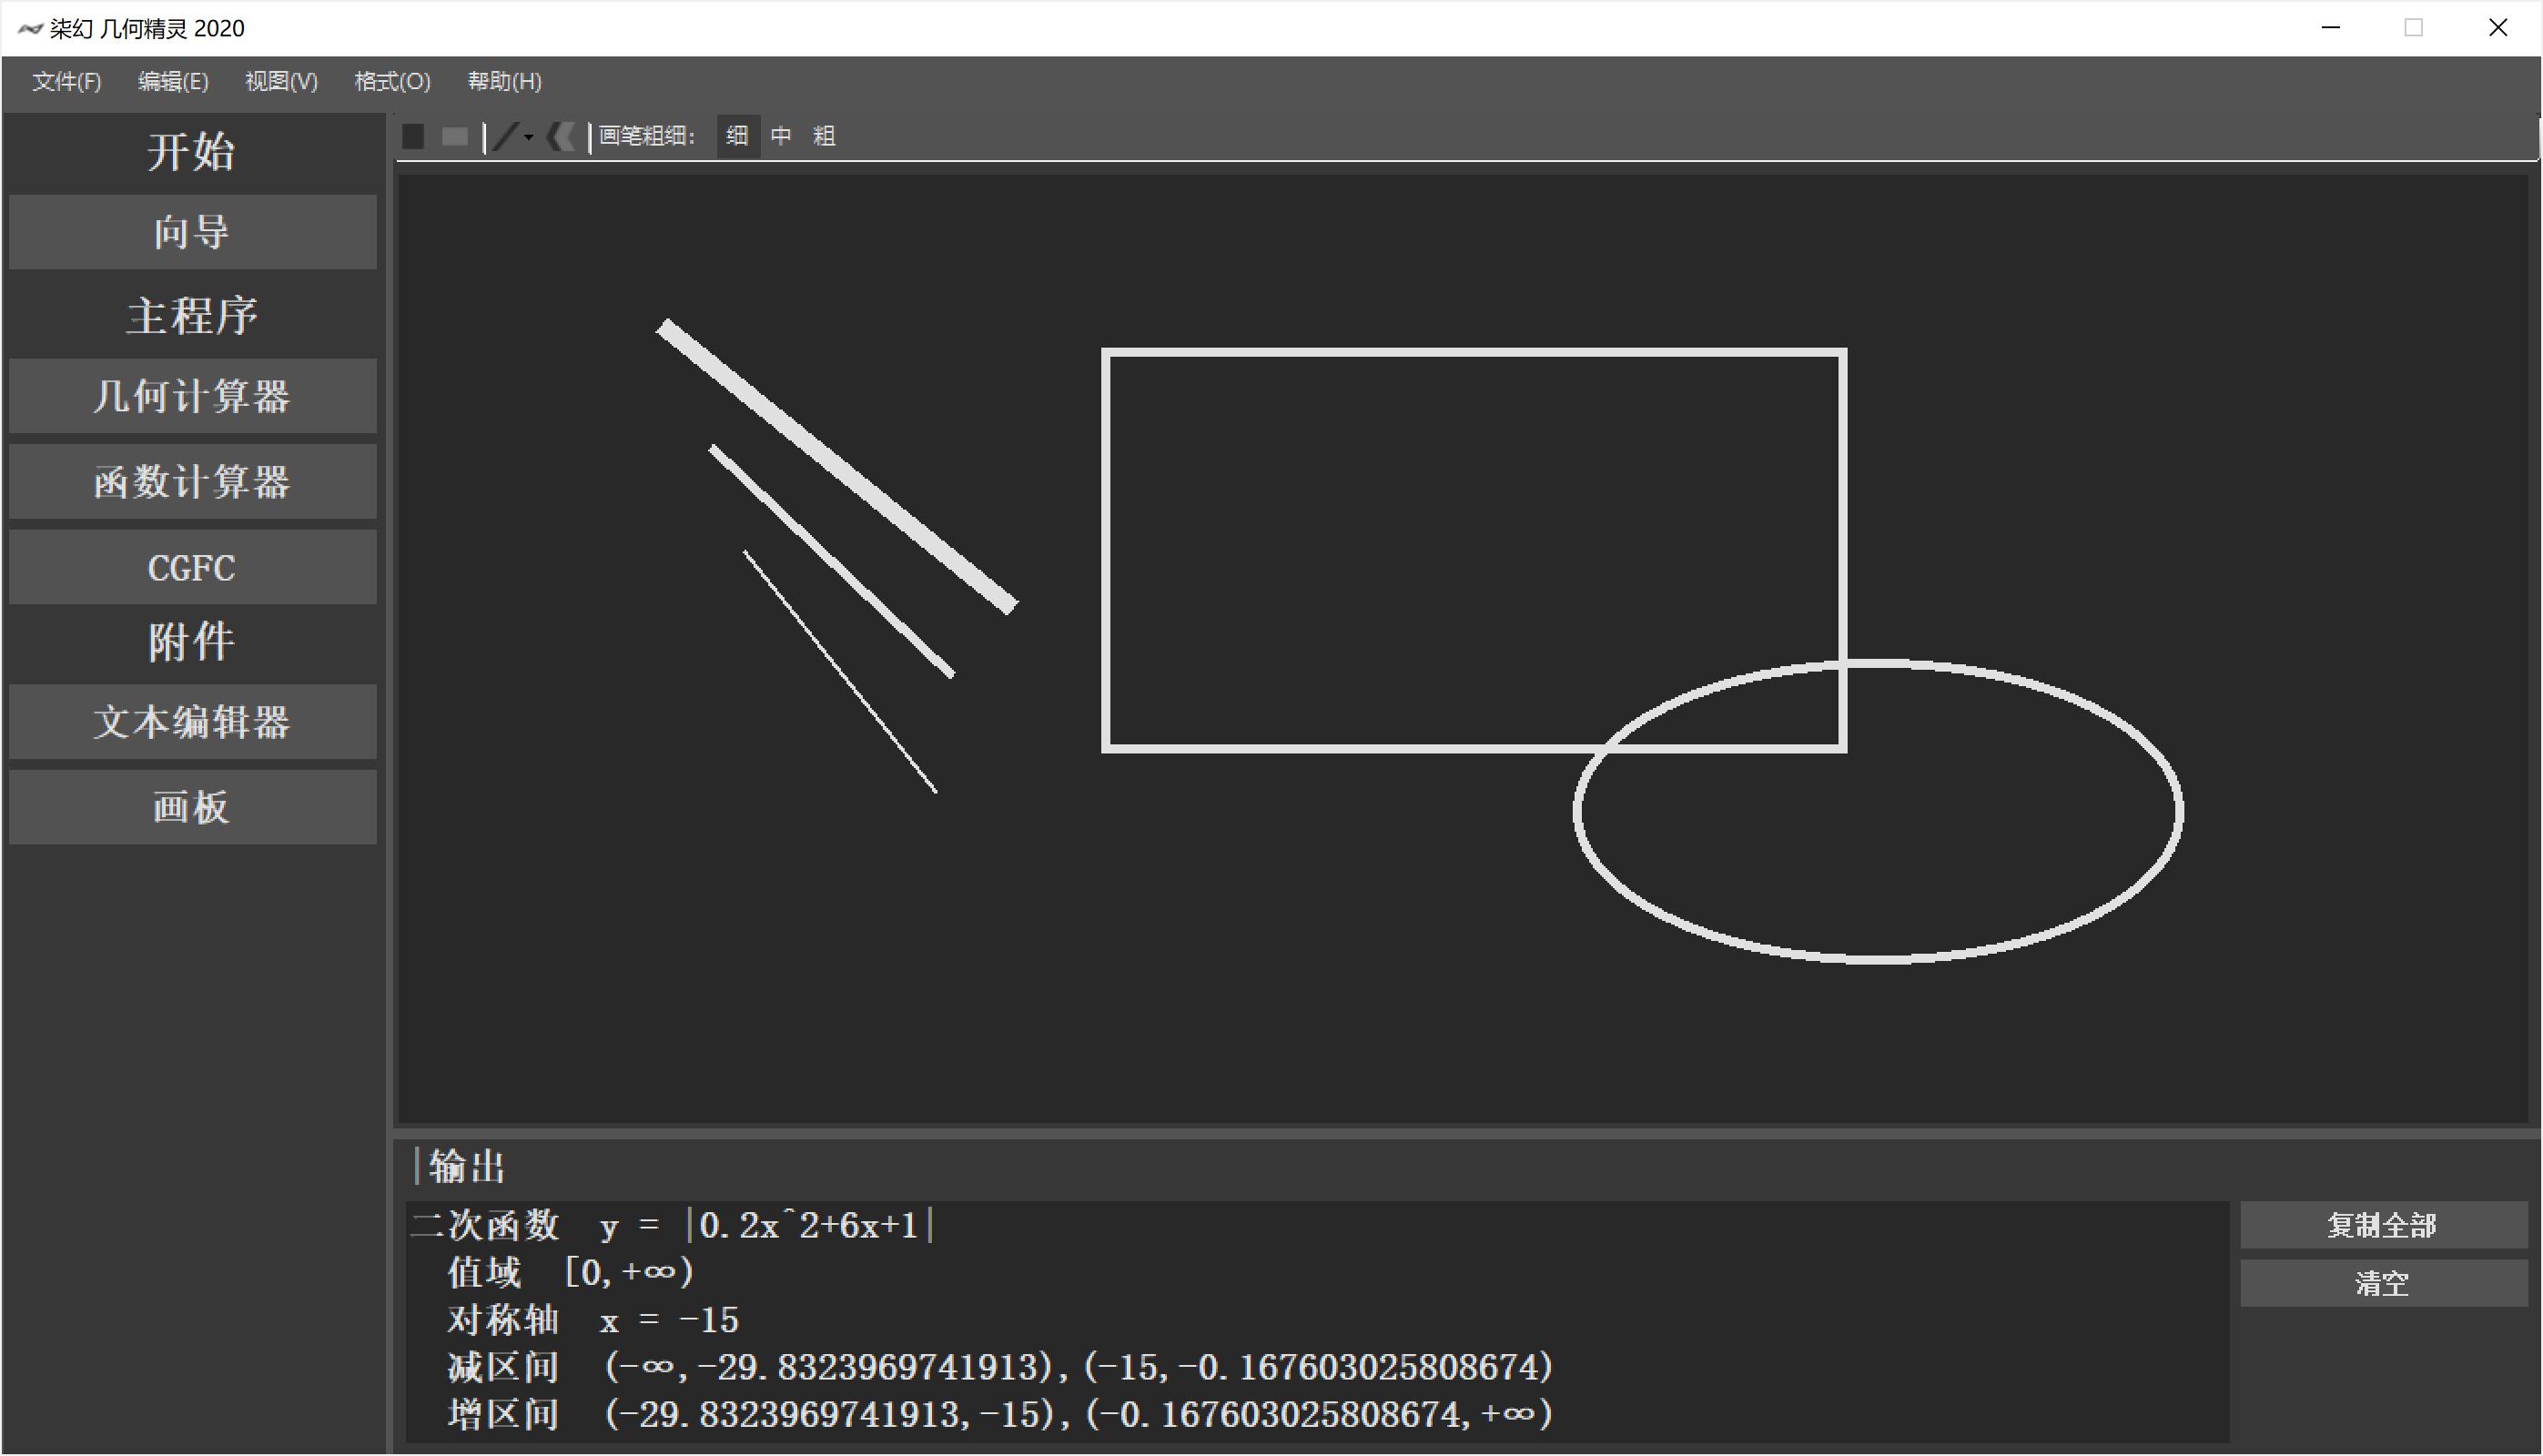 柒幻 几何精灵 2020
文件(F) 编辑(E) 视图(V) 格式(O) 帮助(H)
开始
向导
主程序
几何计算器
函数计算器
CGFC
附件
文本编辑器
画板
画笔粗细: 细 中 粗
输出
二次函数 y = |0.2x^2+6x+1|
值域 [0,+∞)
对称轴 x = -15
减区间 (-∞,-29.8323969741913),(-15,-0.167603025808674)
增区间 (-29.8323969741913,-15),(-0.167603025808674,+∞)
复制全部
清空